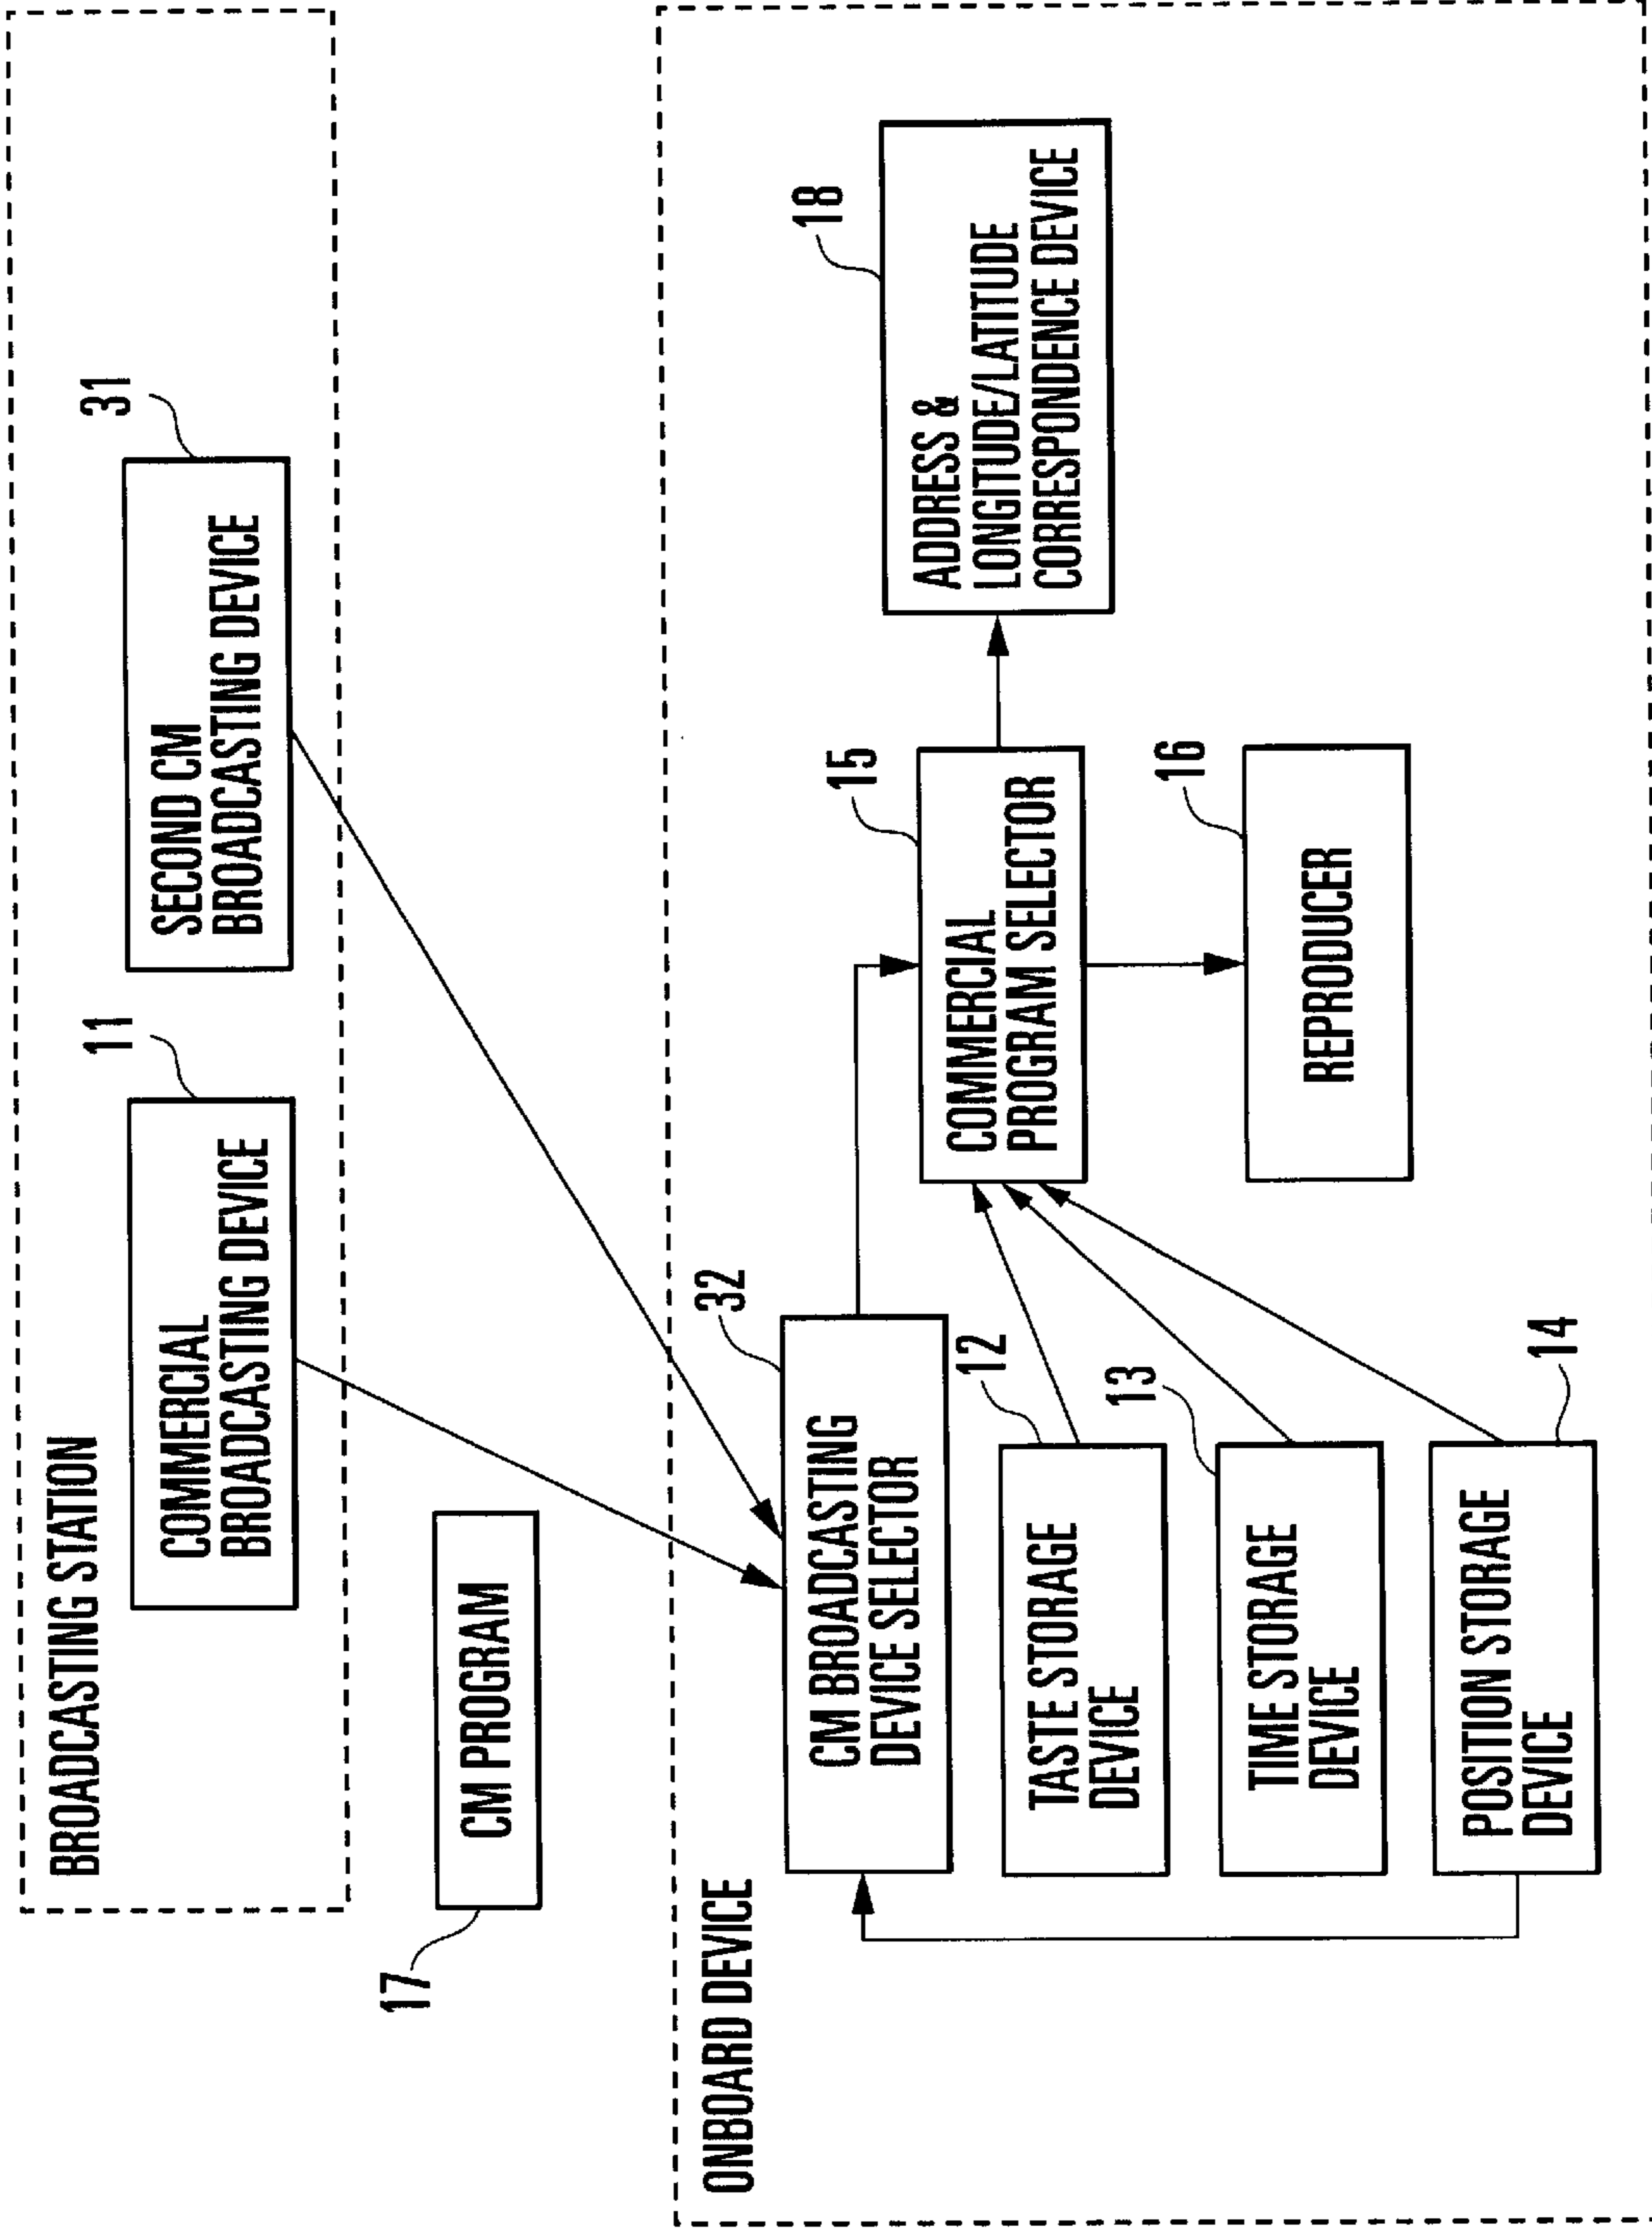 BROADCASTING STATION
11
COMMERCIAL
BROADCASTING DEVICE
31
SECOND CM
BROADCASTING DEVICE
17
CM PROGRAM
ONBOARD DEVICE
32
CM BROADCASTING
DEVICE SELECTOR
12
TASTE STORAGE
DEVICE
13
TIME STORAGE
DEVICE
14
POSITION STORAGE
DEVICE
15
COMMERCIAL
PROGRAM SELECTOR
16
REPRODUCER
18
ADDRESS &
LONGITUDE/LATITUDE
CORRESPONDENCE DEVICE